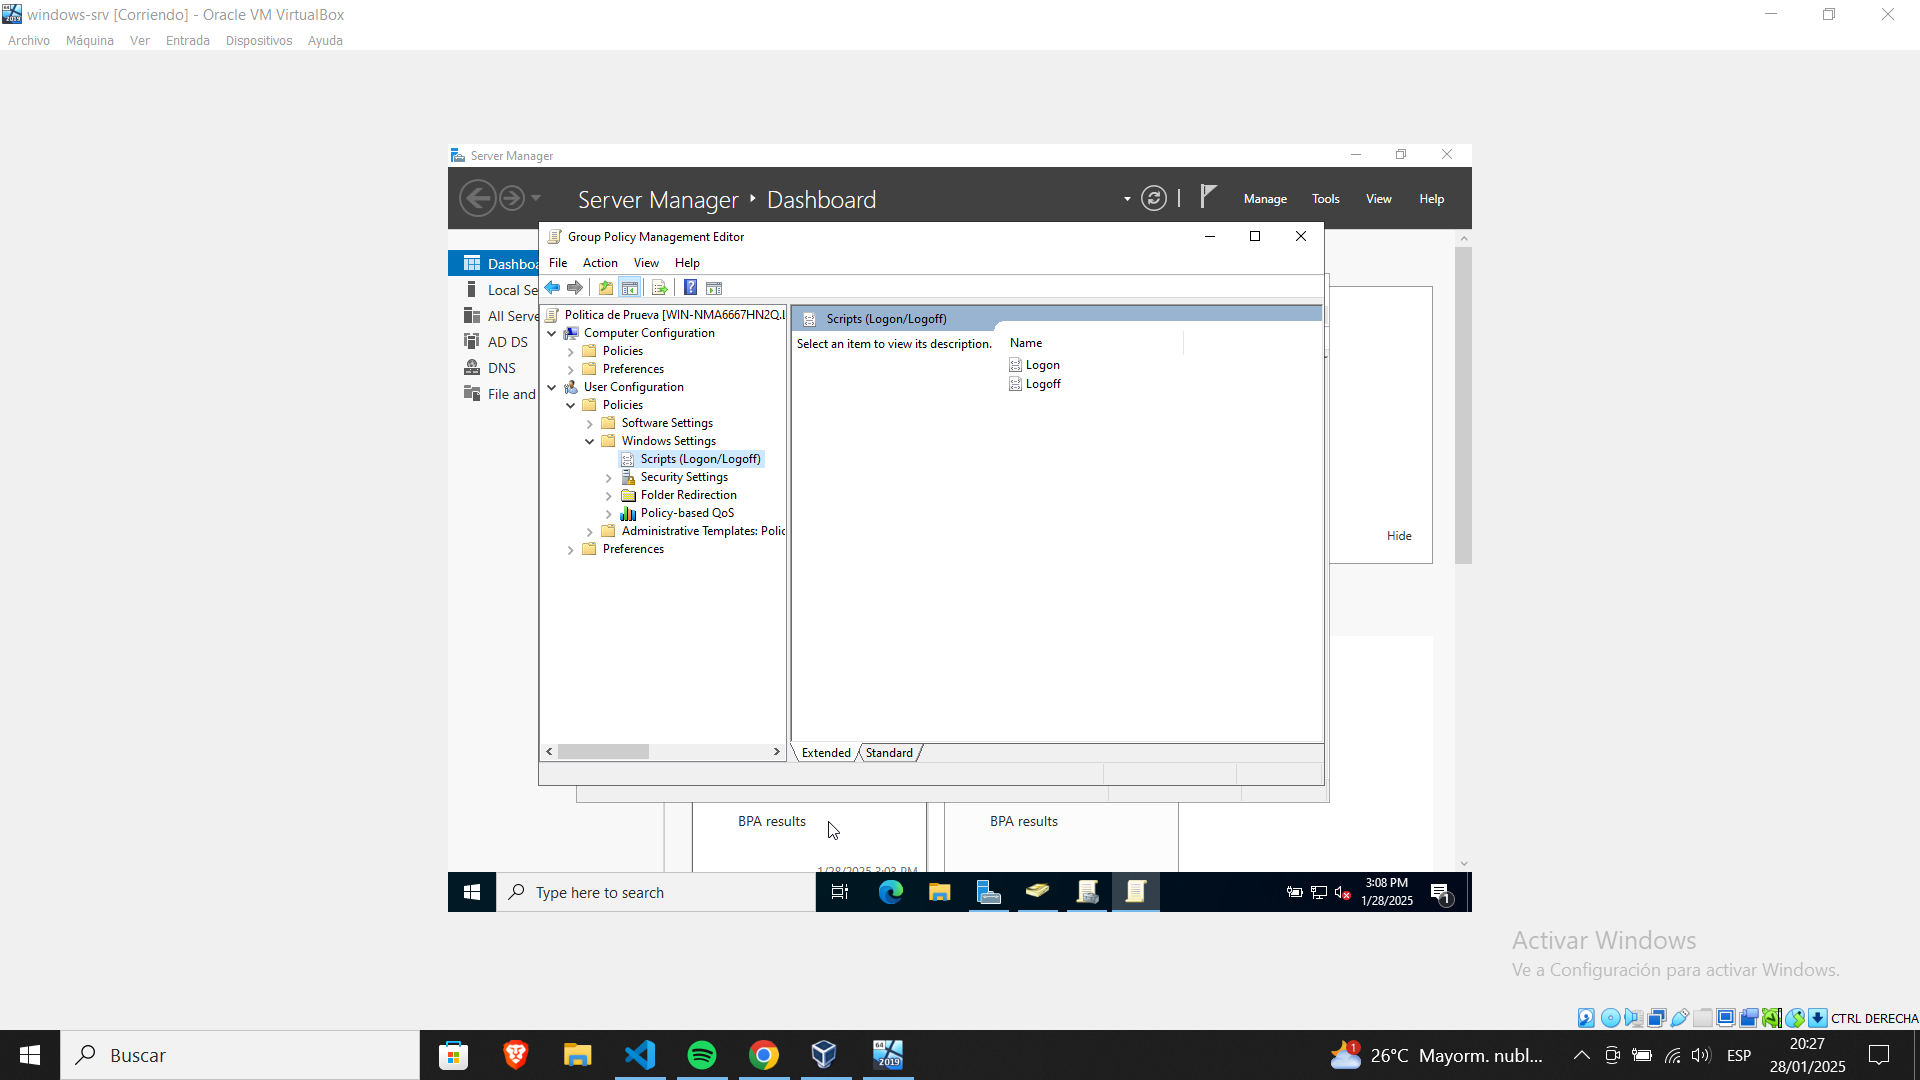 windows-srv [Corriendo] - Oracle VM VirtualBox
Archivo Máquina Ver Entrada Dispositivos Ayuda
Server Manager
Server Manager Dashboard
Manage Tools View Help
Group Policy Management Editor
File Action View Help
Dashboa
Local Se
All Serve
AD DS
DNS
File and
Politica de Prueva [WIN-NMA6667HN2Q.
Computer Configuration
Policies
Preferences
User Configuration
Policies
Software Settings
Windows Settings
Scripts (Logon/Logoff)
Security Settings
Folder Redirection
Policy-based QoS
Administrative Templates: Polic
Preferences
Scripts (Logon/Logoff)
Select an item to view its description.
Name
Logon
Logoff
Hide
Extended Standard
BPA results
BPA results
1/28/2025 3:03 PM
Type here to search
3:08 PM
1/28/2025
1
Activar Windows
Ve a Configuración para activar Windows.
CTRL DERECHA
Buscar
64
2019
1
26°C Mayorm. nubl...
ESP
20:27
28/01/2025